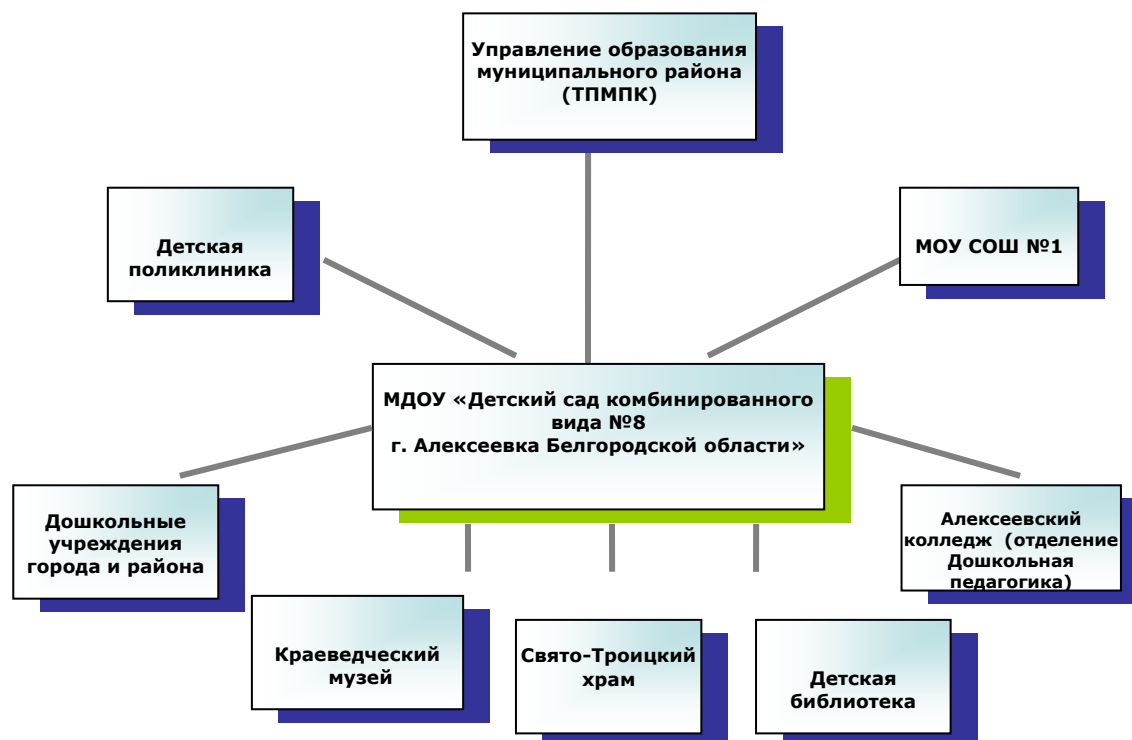 Управление образования
муниципального района
(ТПМПК)
Детская
поликлиника
МОУ СОШ №1
МДОУ «Детский сад комбинированного
вида №8
г. Алексеевка Белгородской области»
Дошкольные
учреждения
города и района
Алексеевский
колледж (отделение
Дошкольная
педагогика)
Краеведческий
музей
Свято-Троицкий
храм
Детская
библиотека